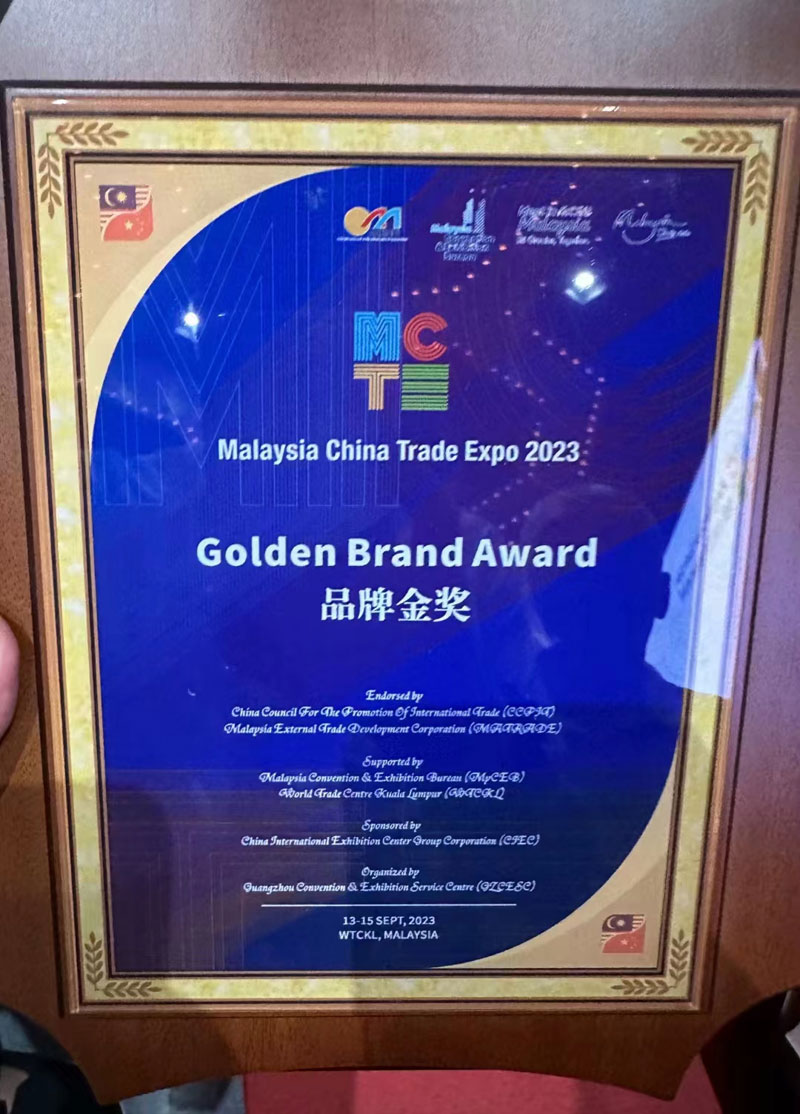 MC
TE
Malaysia China Trade Expo 2023
Golden Brand Award
品牌金奖
Endorsed by
China Council For The Promotion Of International Trade (CCPIT)
Malaysia External Trade Development Corporation (MATRADE)
Supported by
Malaysia Convention & Exhibition Bureau (MyCEB)
World Trade Centre Kuala Lumpur (WTCKL)
Sponsored by
China International Exhibition Center Group Corporation (CIEC)
Organized by
Guangzhou Convention & Exhibition Service Centre (GZCESC)
13-15 SEPT, 2023
WTCKL, MALAYSIA